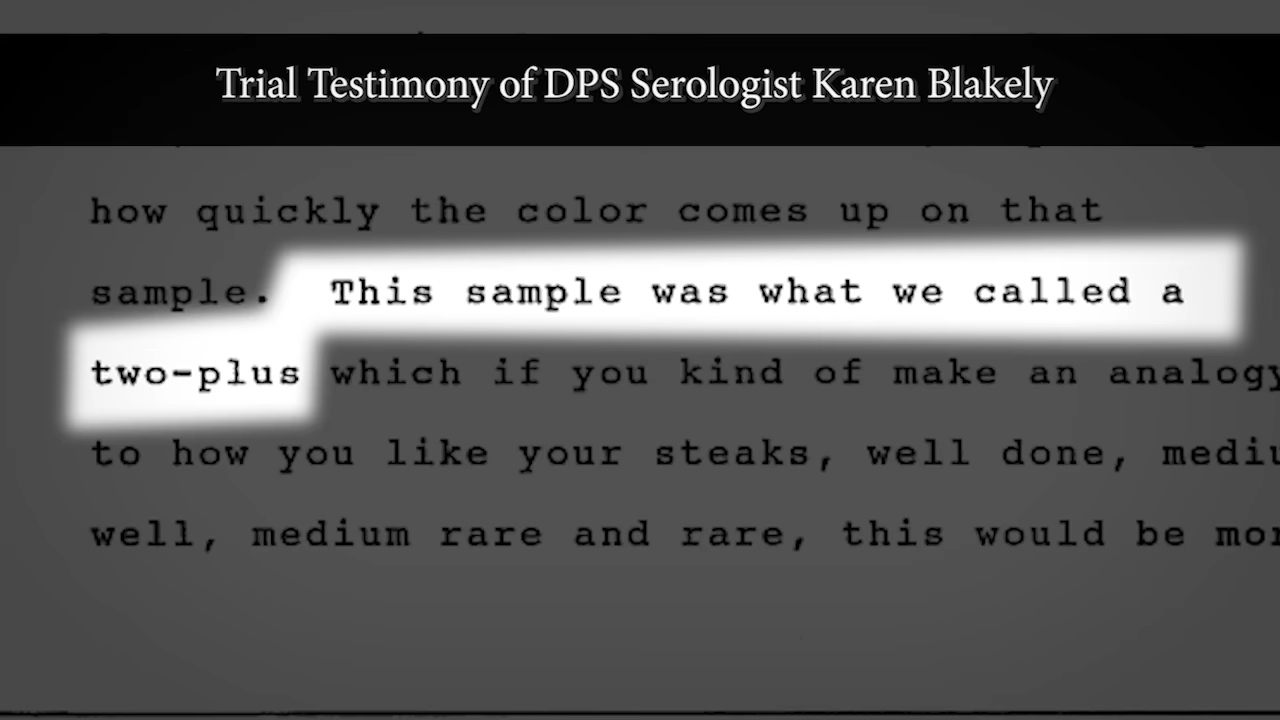 Trial Testimony of DPS Serologist Karen Blakely
how quickly the color comes up on that
sample. This sample was what we called a
two-plus which if you kind of make an analogy
to how you like your steaks, well done,
well, medium rare and rare, this would be